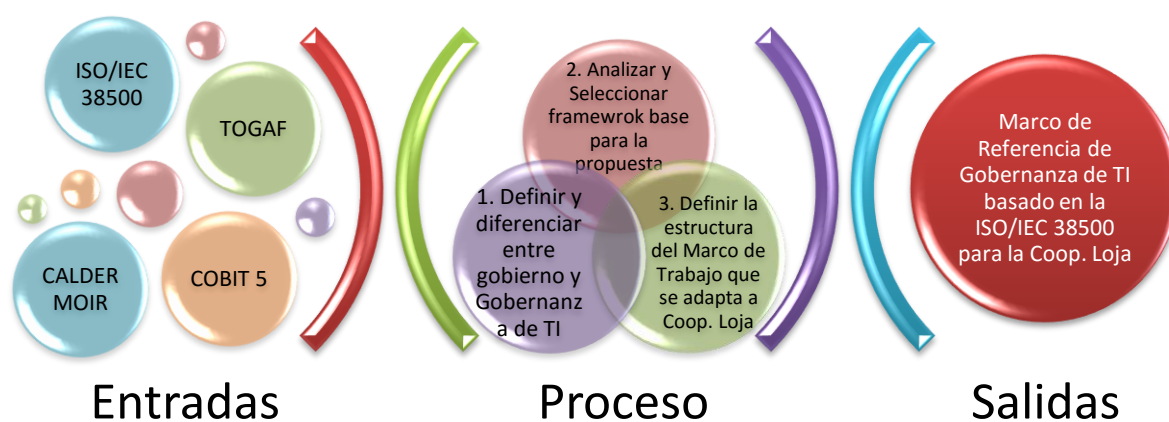 ISO/IEC
38500
TOGAF
CALDER
MOIR
COBIT 5
Entradas
2. Analizar y
Seleccionar
framewrok base
para la
propuesta
1. Definir y
diferenciar
entre
gobierno y
Gobernanz
a de TI
3. Definir la
estructura
del Marco de
Trabajo que
se adapta a
Coop. Loja
Proceso
Marco de
Referencia de
Gobernanza de TI
basado en la
ISO/IEC 38500
para la Coop. Loja
Salidas